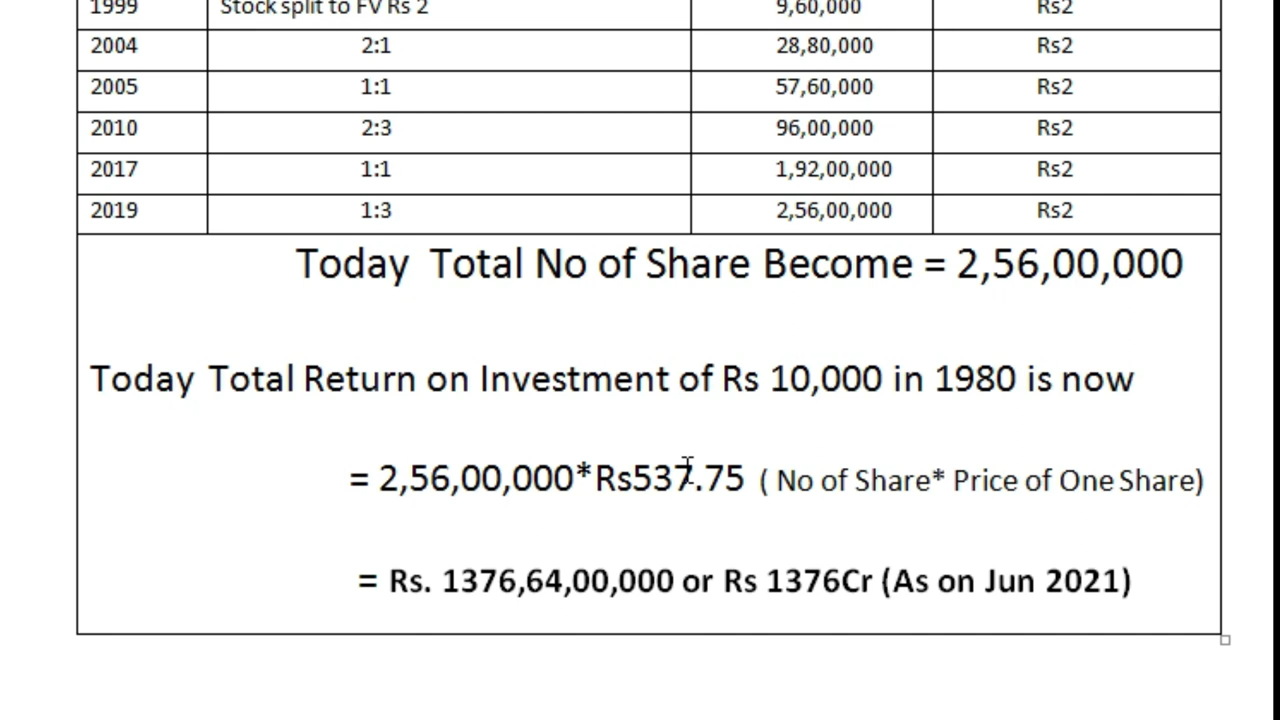 1999 Stock split to FV Rs 2 9,60,000 Rs2
2004 2:1 28,80,000 Rs2
2005 1:1 57,60,000 Rs2
2010 2:3 96,00,000 Rs2
2017 1:1 1,92,00,000 Rs2
2019 1:3 2,56,00,000 Rs2
Today Total No of Share Become = 2,56,00,000
Today Total Return on Investment of Rs 10,000 in 1980 is now
= 2,56,00,000*Rs537.75 ( No of Share* Price of One Share)
= Rs. 1376,64,00,000 or Rs 1376Cr (As on Jun 2021)